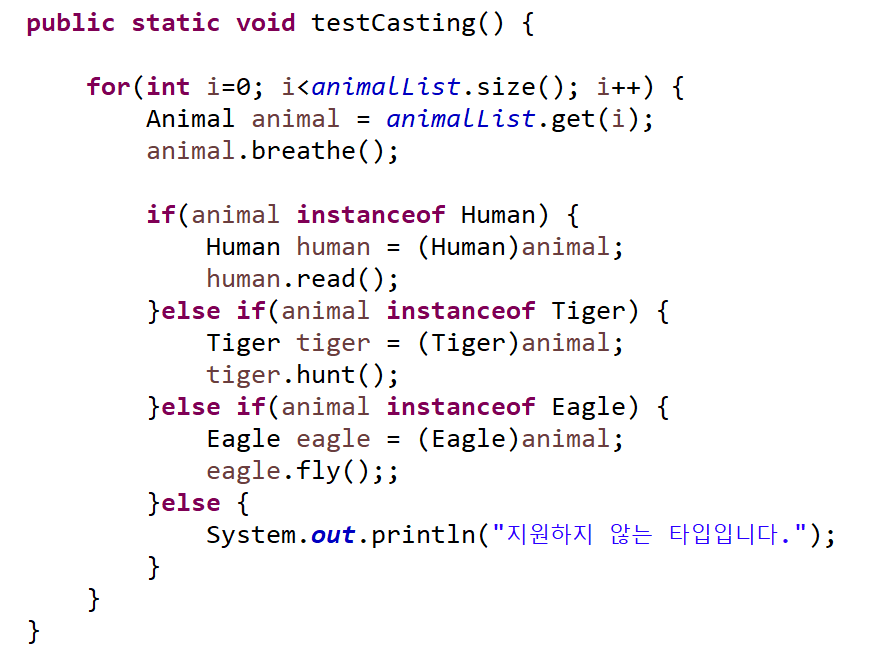 public static void testCasting() {
for(int i=0; i<animalList.size(); i++) {
Animal animal = animalList.get(i);
animal.breathe();
if(animal instanceof Human) {
Human human = (Human)animal;
human.read();
}else if(animal instanceof Tiger) {
Tiger tiger = (Tiger)animal;
tiger.hunt();
}else if(animal instanceof Eagle) {
Eagle eagle = (Eagle)animal;
eagle.fly();;
}else {
System.out.println("지원하지 않는 타입입니다.");
}
}
}